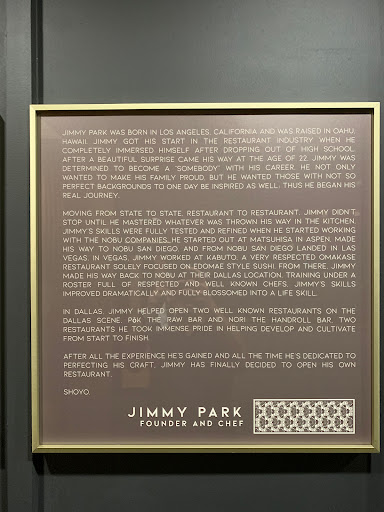 JIMMY PARK WAS BORN IN LOS ANGELES, CALIFORNIA AND WAS RAISED IN OAHU,
HAWAII. JIMMY GOT HIS START IN THE RESTAURANT INDUSTRY WHEN HE
COMPLETELY IMMERSED HIMSELF AFTER DROPPING OUT OF HIGH SCHOOL.
AFTER A BEAUTIFUL SURPRISE CAME HIS WAY AT THE AGE OF 22, JIMMY WAS
DETERMINED TO BECOME A "SOMEBODY" WITH HIS CAREER. HE NOT ONLY
WANTED TO MAKE HIS FAMILY PROUD, BUT HE WANTED THOSE WITH NOT SO
PERFECT BACKGROUNDS TO ONE DAY BE INSPIRED AS WELL; THUS HE BEGAN HIS
REAL JOURNEY.
MOVING FROM STATE TO STATE, RESTAURANT TO RESTAURANT, JIMMY DIDN'T
STOP UNTIL HE MASTERED WHATEVER WAS THROWN HIS WAY IN THE KITCHEN.
JIMMY'S SKILLS WERE FULLY TESTED AND REFINED WHEN HE STARTED WORKING
WITH THE NOBU COMPANIES. HE STARTED OUT AT MATSUHISA IN ASPEN, MADE
HIS WAY TO NOBU SAN DIEGO, AND FROM NOBU SAN DIEGO LANDED IN LAS
VEGAS. IN VEGAS, JIMMY WORKED AT KABUTO, A VERY RESPECTED OMAKASE
RESTAURANT SOLELY FOCUSED ON EDOMAE STYLE SUSHI. FROM THERE, JIMMY
MADE HIS WAY BACK TO NOBU AT THEIR DALLAS LOCATION, TRAINING UNDER A
ROSTER FULL OF RESPECTED AND WELL KNOWN CHEFS. JIMMY'S SKILLS
IMPROVED DRAMATICALLY AND FULLY BLOSSOMED INTO A LIFE SKILL.
IN DALLAS, JIMMY HELPED OPEN TWO WELL KNOWN RESTAURANTS ON THE
DALLAS SCENE, PŌK THE RAW BAR AND NORI THE HANDROLL BAR, TWO
RESTAURANTS HE TOOK IMMENSE PRIDE IN HELPING DEVELOP AND CULTIVATE
FROM START TO FINISH.
AFTER ALL THE EXPERIENCE HE'S GAINED AND ALL THE TIME HE'S DEDICATED TO
PERFECTING HIS CRAFT, JIMMY HAS FINALLY DECIDED TO OPEN HIS OWN
RESTAURANT,
SHOYO.
JIMMY PARK
FOUNDER AND CHEF